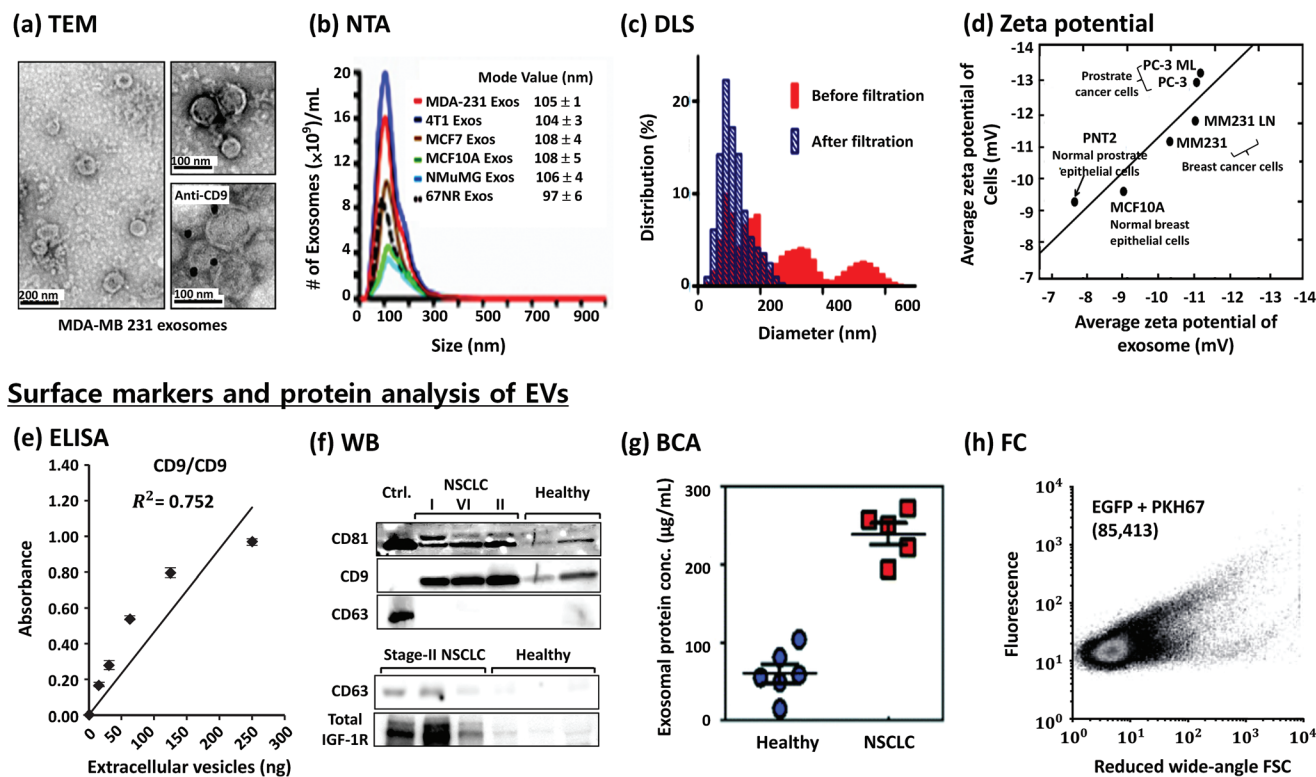 (a) TEM
100 nm
Anti-CD9
200 nm
100 nm
MDA-MB 231 exosomes
(b) NTA
# of Exosomes (×10⁹)/mL
20
16
12
8
4
0
Mode Value (nm)
MDA-231 Exos 105 ± 1
4T1 Exos 104 ± 3
MCF7 Exos 108 ± 4
MCF10A Exos 108 ± 5
NMuMG Exos 106 ± 4
67NR Exos 97 ± 6
0 100 300 500 700 900
Size (nm)
(c) DLS
Distribution (%)
20
10
0
Before filtration
After filtration
0 200 400 600
Diameter (nm)
(d) Zeta potential
Average zeta potential of
Cells (mV)
-14
-13
-12
-11
-10
-9
-8
-7
PC-3 ML
PC-3
Prostrate
cancer cells
MM231 LN
MM231
Breast cancer cells
PNT2
Normal prostrate
epithelial cells
MCF10A
Normal breast
epithelial cells
-7 -8 -9 -10 -11 -12 -13 -14
Average zeta potential of
exosome (mV)
Surface markers and protein analysis of EVs
(e) ELISA
CD9/CD9
R² = 0.752
Absorbance
1.40
1.20
1.00
0.80
0.60
0.40
0.20
0.00
0 50 100 150 200 250 300
Extracellular vesicles (ng)
(f) WB
NSCLC
Ctrl. I VI II Healthy
CD81
CD9
CD63
Stage-II NSCLC Healthy
CD63
Total
IGF-1R
(g) BCA
Exosomal protein conc. (µg/mL)
300
200
100
0
Healthy NSCLC
(h) FC
Fluorescence
10⁴
10³
10²
10¹
10⁰
EGFP + PKH67
(85,413)
10⁰ 10¹ 10² 10³ 10⁴
Reduced wide-angle FSC